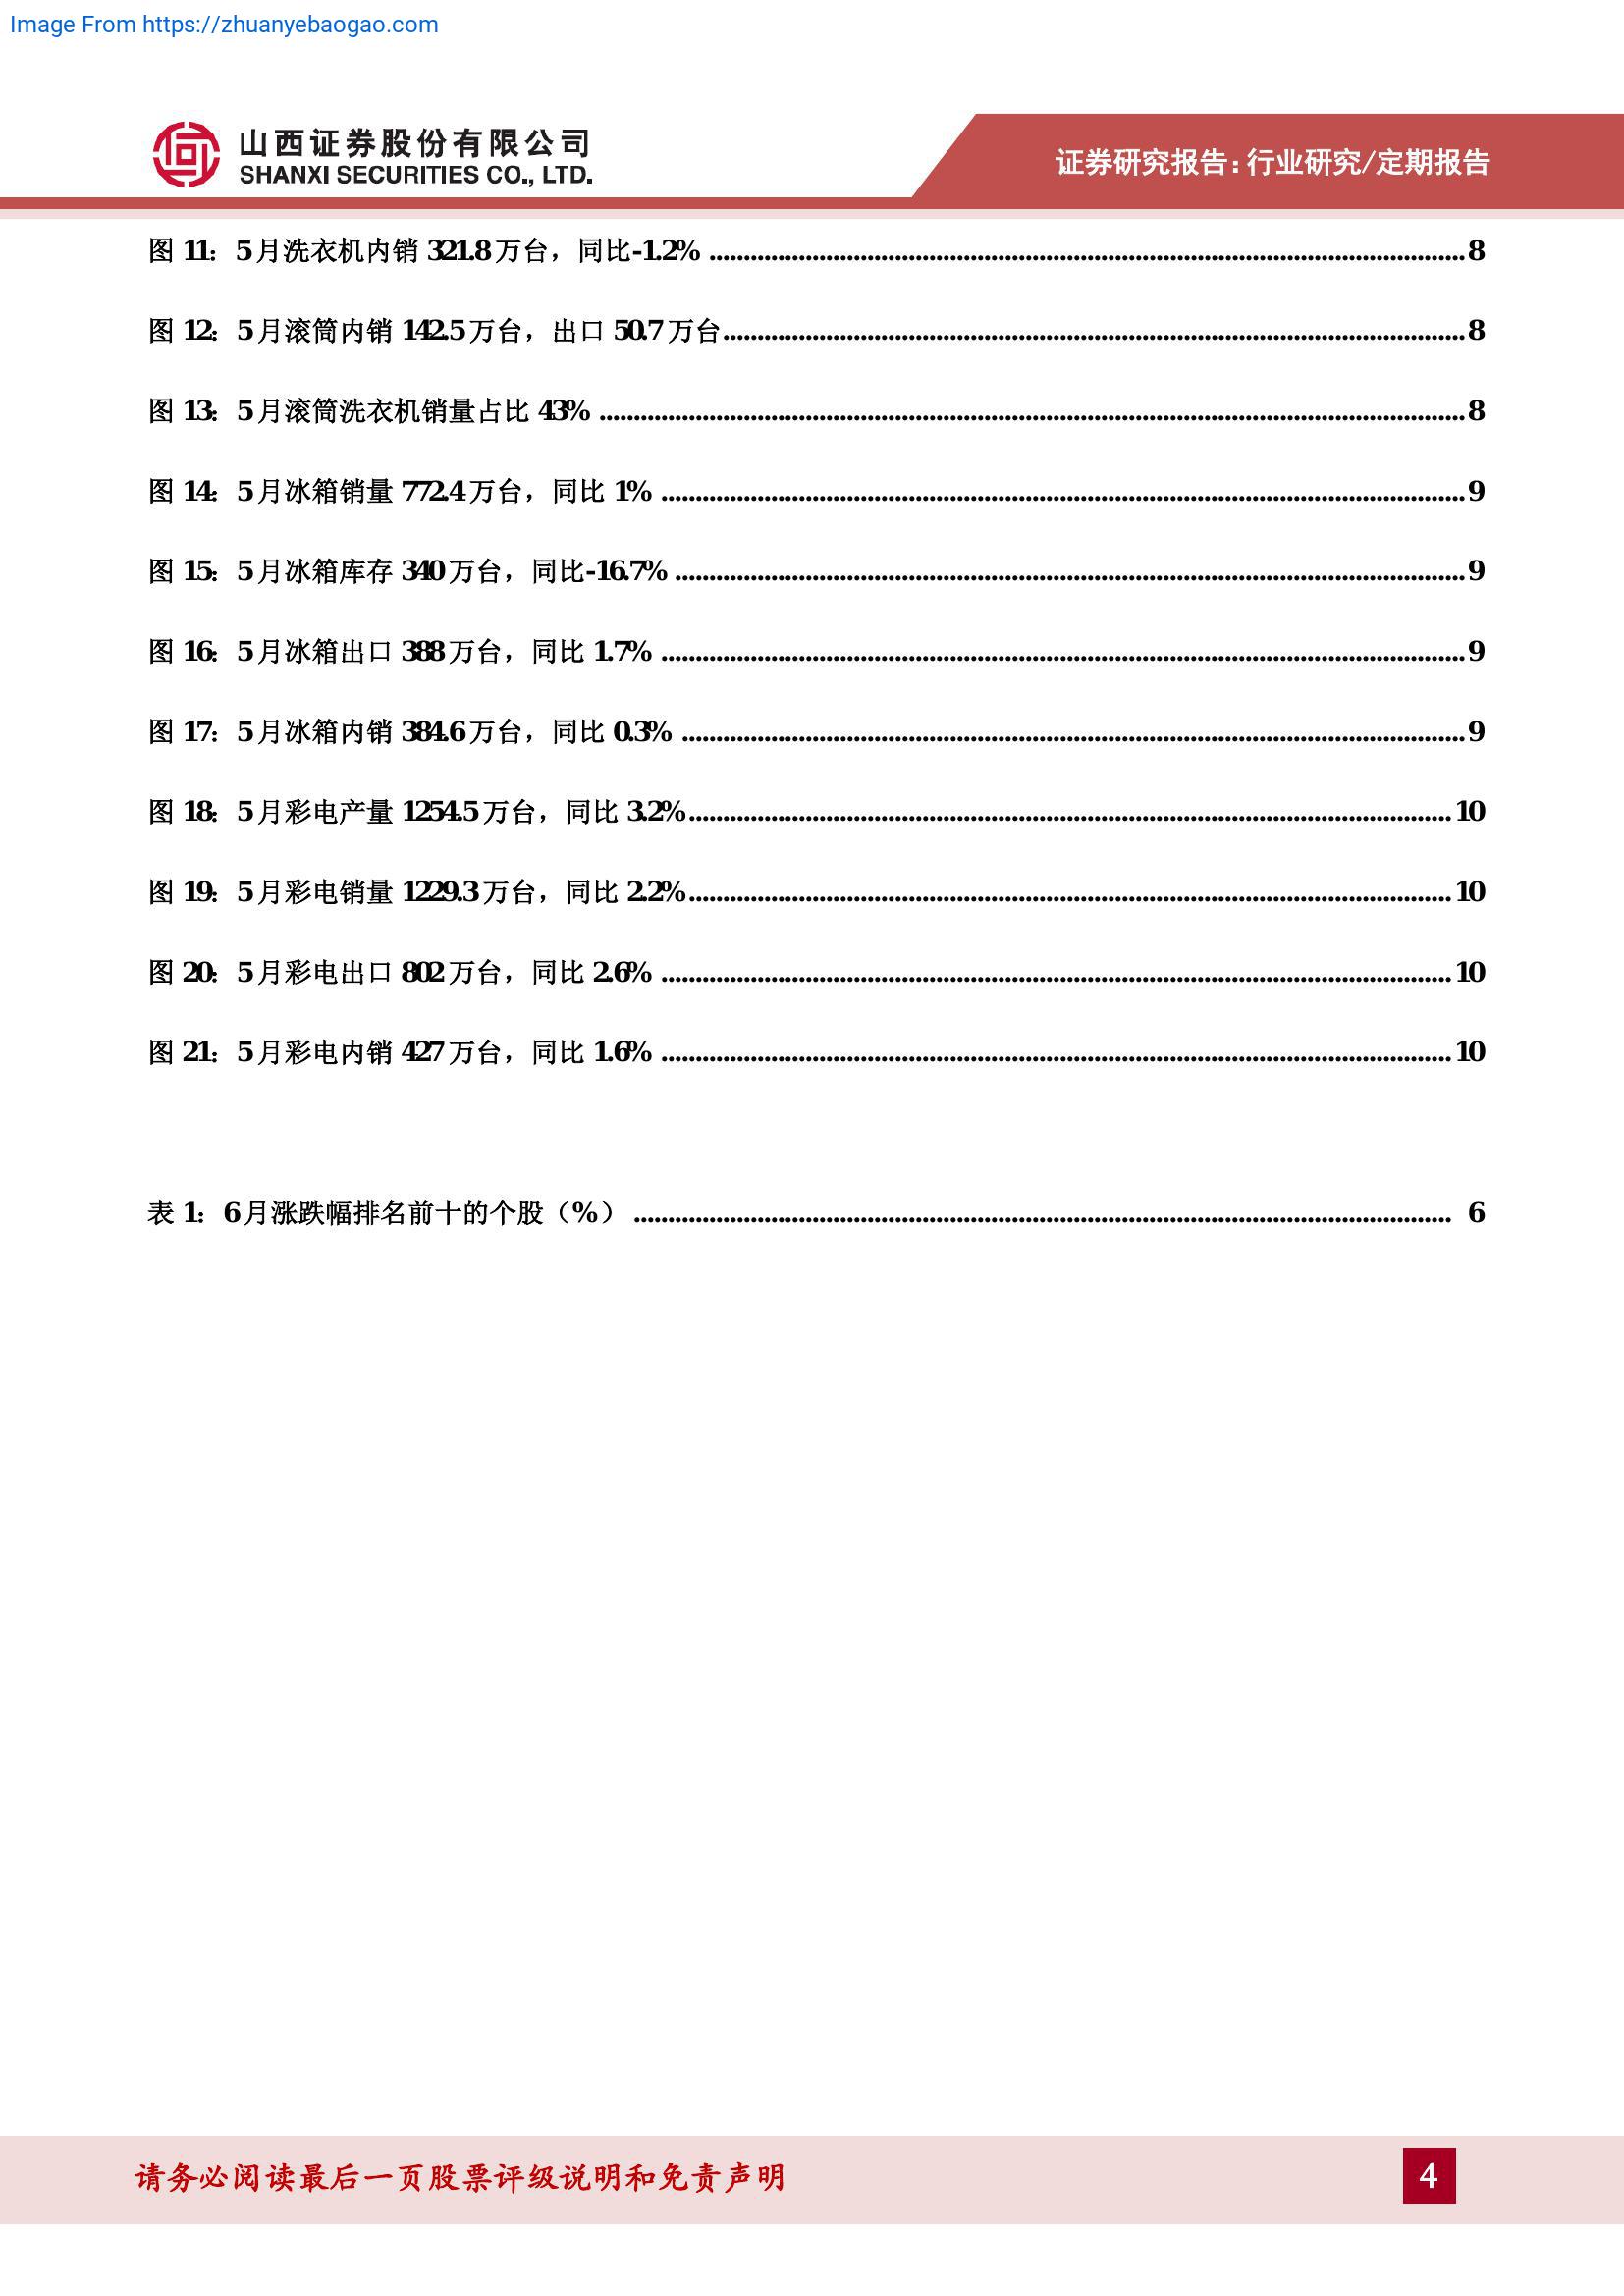 Image From https://zhuanyebaogao.com
山西证券股份有限公司
SHANXI SECURITIES CO., LTD.
证券研究报告:行业研究/定期报告
图 11：5 月洗衣机内销 321.8 万台，同比-1.2% ........................ 8
图 12：5 月滚筒内销 142.5 万台，出口 50.7 万台........................ 8
图 13：5 月滚筒洗衣机销量占比 43% ........................ 8
图 14：5 月冰箱销量 772.4 万台，同比 1% ........................ 9
图 15：5 月冰箱库存 340 万台，同比-16.7% ........................ 9
图 16：5 月冰箱出口 388 万台，同比 1.7% ........................ 9
图 17：5 月冰箱内销 384.6 万台，同比 0.3% ........................ 9
图 18：5 月彩电产量 1254.5 万台，同比 3.2%........................ 10
图 19：5 月彩电销量 1229.3 万台，同比 2.2%........................ 10
图 20：5 月彩电出口 802 万台，同比 2.6% ........................ 10
图 21：5 月彩电内销 427 万台，同比 1.6% ........................ 10
表 1：6 月涨跌幅排名前十的个股（%） ........................ 6
请务必阅读最后一页股票评级说明和免责声明
4